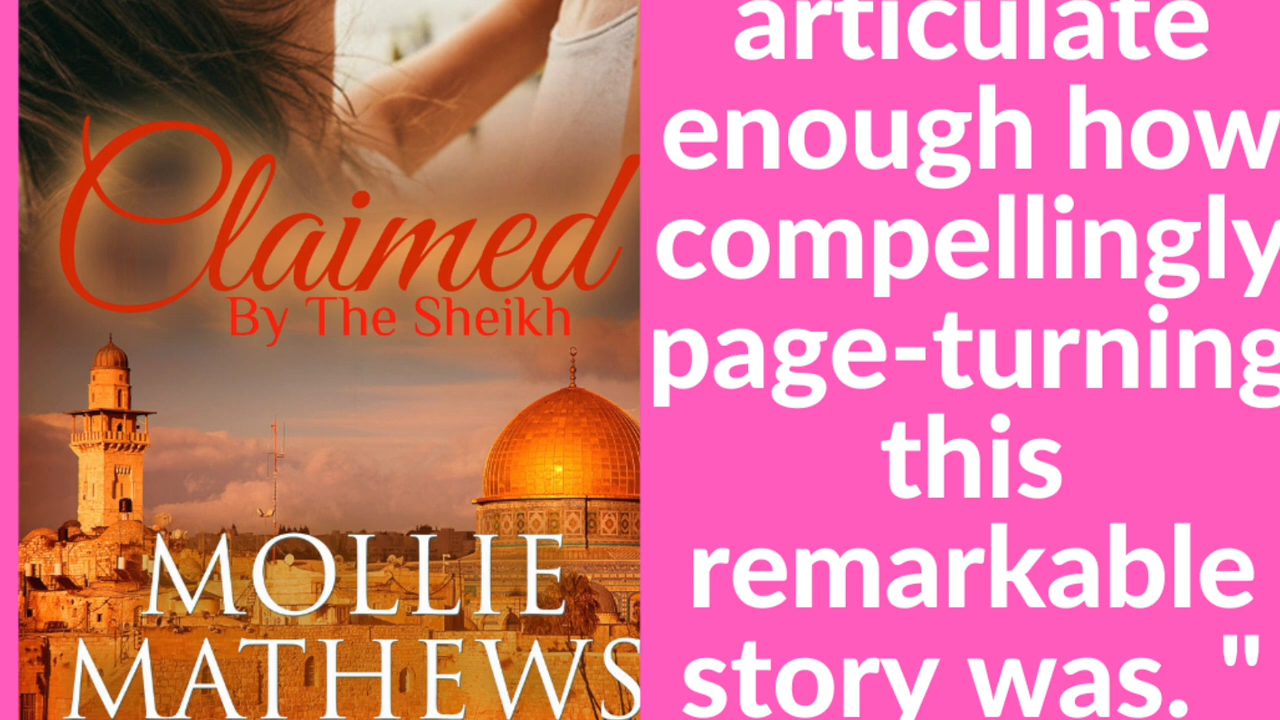 Claimed
By The Sheikh
MOLLIE
MATHEWS
articulate
enough how
compellingly
page-turning
this
remarkable
story was. "